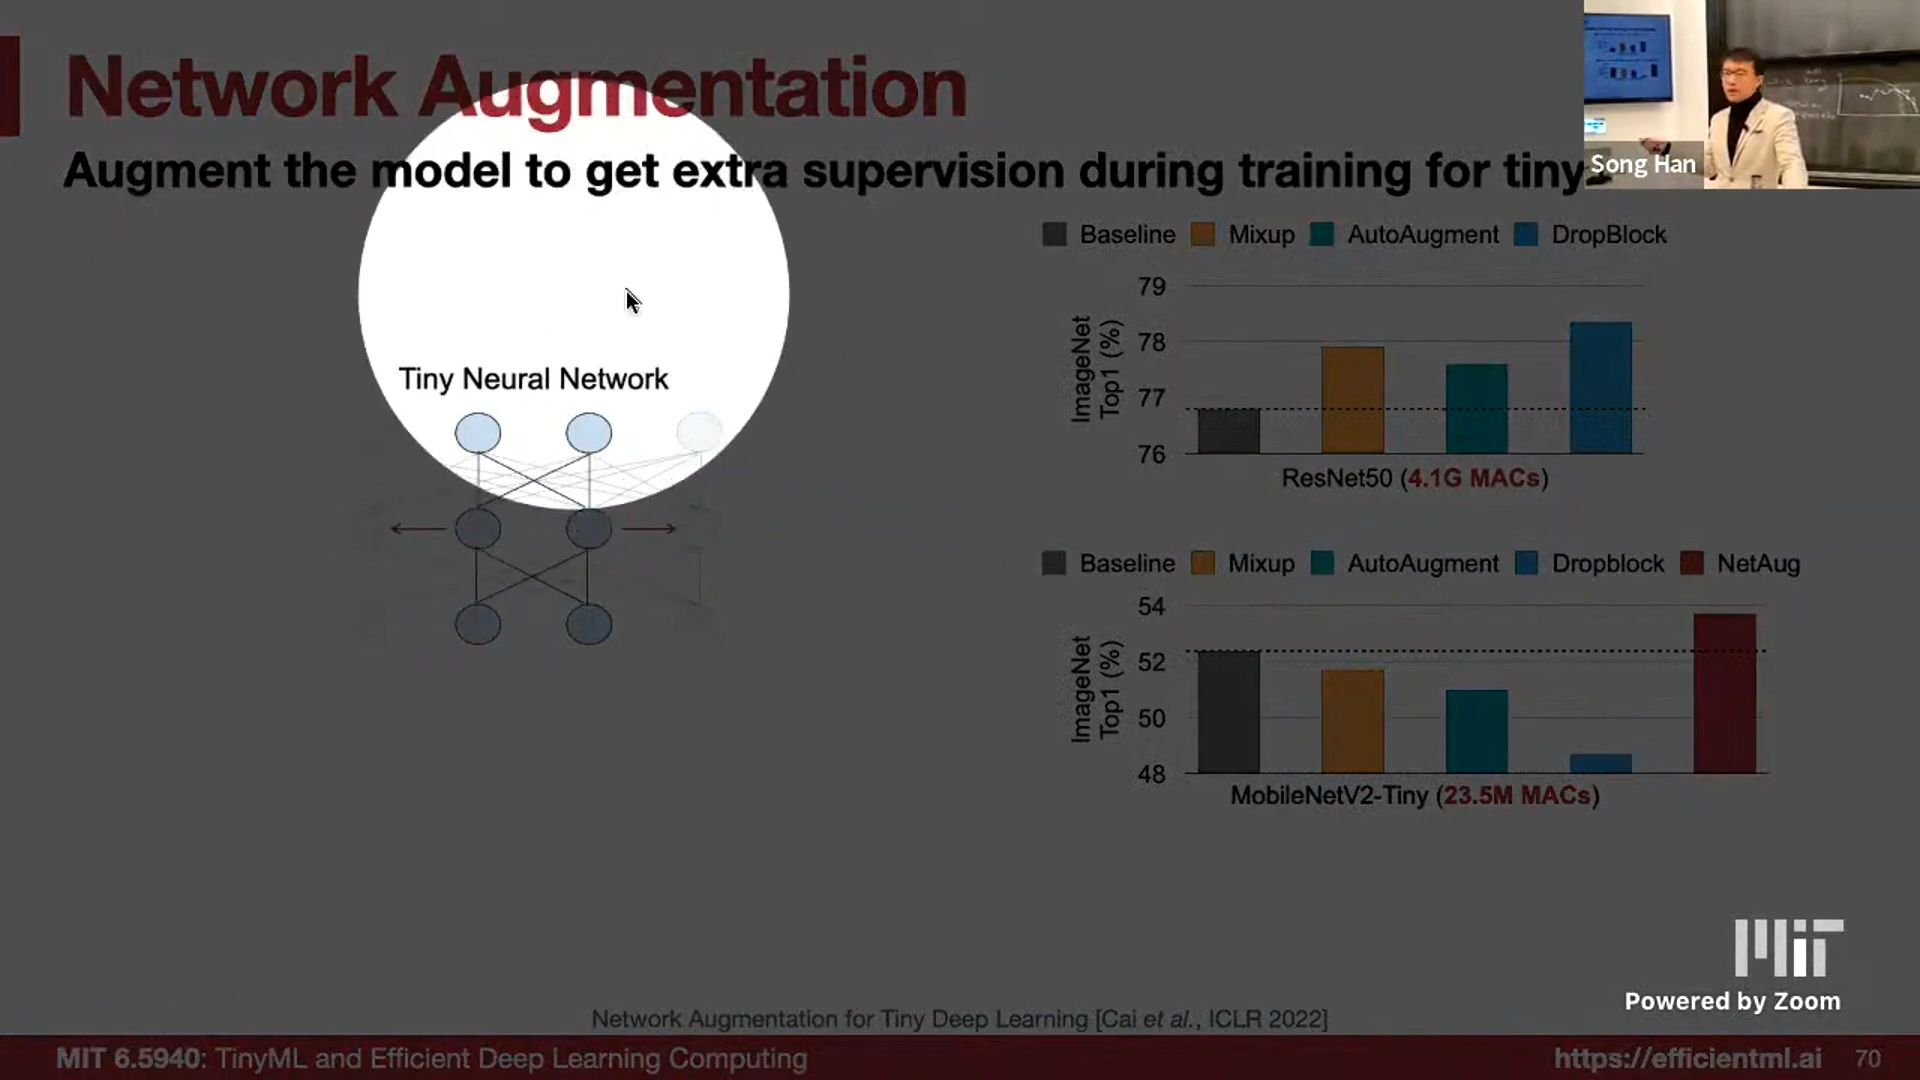 Network Augmentation
Augment the model to get extra supervision during training for tiny
Song Han
Tiny Neural Network
Baseline Mixup AutoAugment DropBlock
79
78
77
76
ImageNet
Top1 (%)
ResNet50 (4.1G MACs)
Baseline Mixup AutoAugment Dropblock NetAug
54
52
50
48
ImageNet
Top1 (%)
MobileNetV2-Tiny (23.5M MACs)
MIT
Powered by Zoom
Network Augmentation for Tiny Deep Learning [Cai et al., ICLR 2022]
MIT 6.5940: TinyML and Efficient Deep Learning Computing
https://efficientml.ai 70